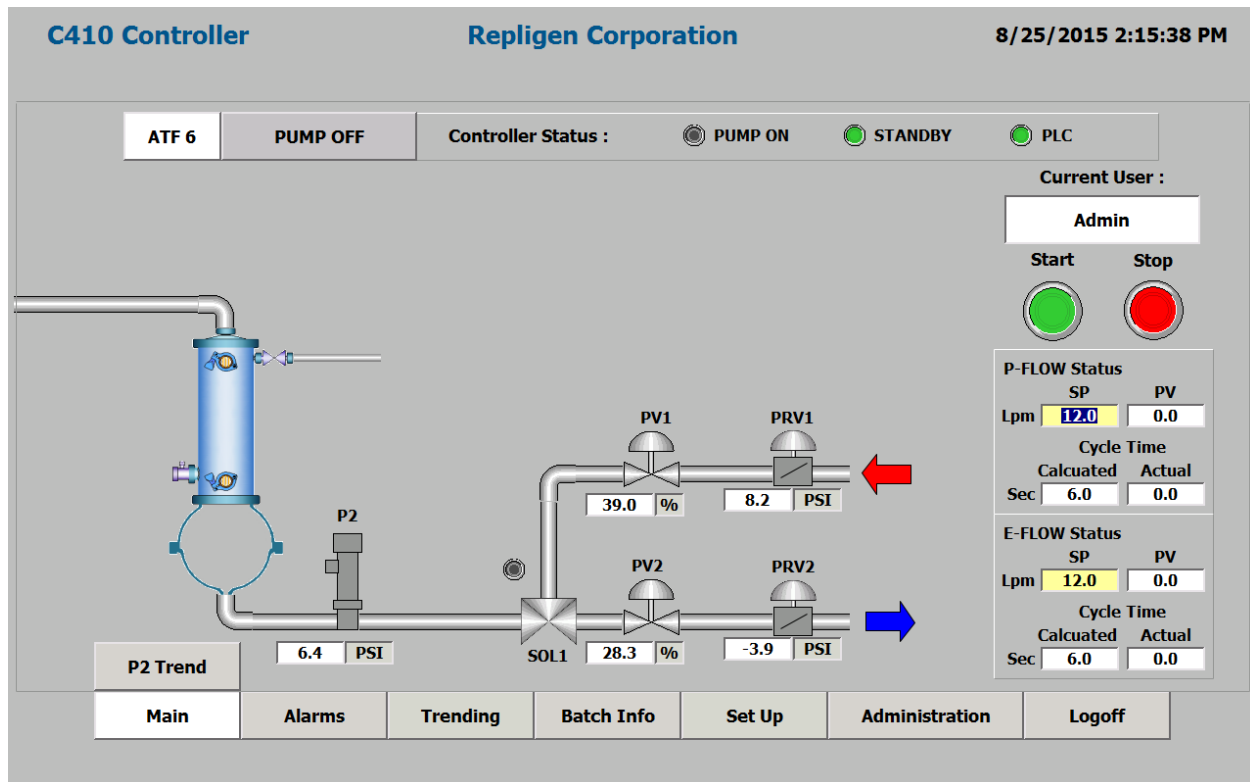 C410 Controller Repligen Corporation 8/25/2015 2:15:38 PM
ATF 6 PUMP OFF Controller Status : PUMP ON STANDBY PLC
Current User :
Admin
Start Stop
P-FLOW Status
SP PV
Lpm 12.0 0.0
Cycle Time
Calcuated Actual
Sec 6.0 0.0
E-FLOW Status
SP PV
Lpm 12.0 0.0
Cycle Time
Calcuated Actual
Sec 6.0 0.0
PV1 PRV1
39.0 % 8.2 PSI
P2
PV2 PRV2
6.4 PSI SOL1 28.3 % -3.9 PSI
P2 Trend
Main Alarms Trending Batch Info Set Up Administration Logoff